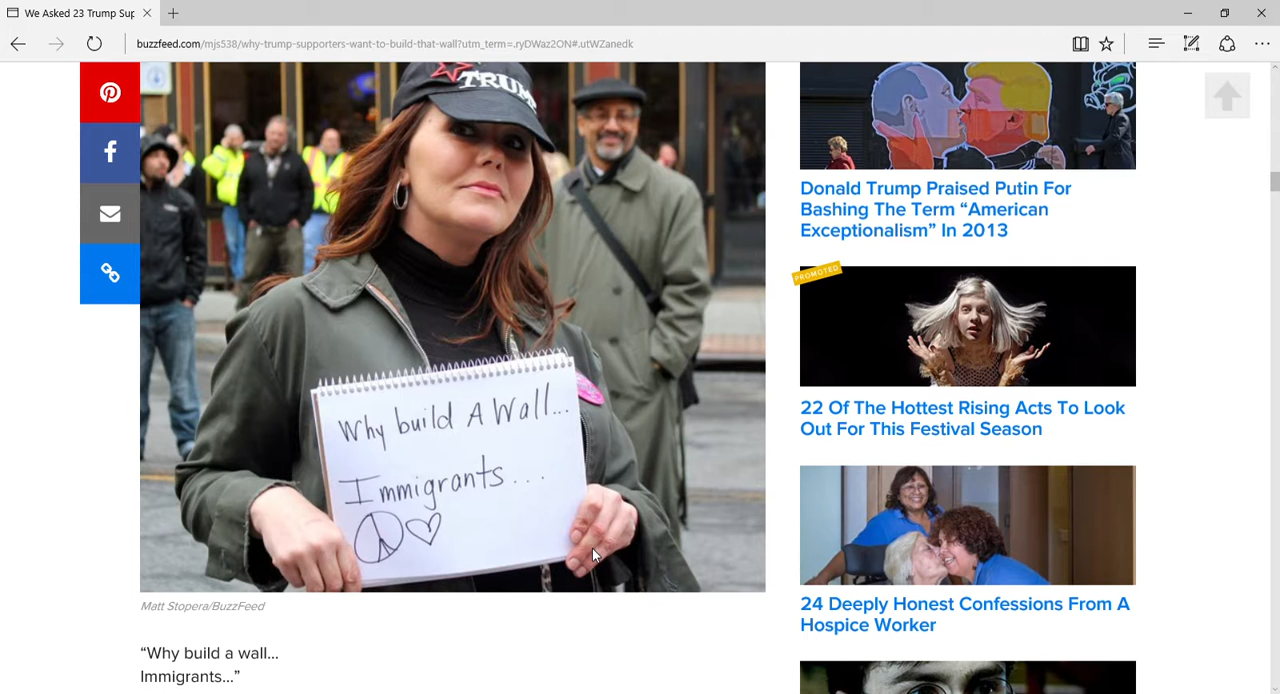 We Asked 23 Trump Sup
buzzfeed.com/mjs538/why-trump-supporters-want-to-build-that-wall?utm_term=.ryDWaz2ON#.utWZanedk
TRUMP
Why build A Wall...
Immigrants...
Matt Stopera/BuzzFeed
“Why build a wall...
Immigrants...”
Donald Trump Praised Putin For
Bashing The Term “American
Exceptionalism” In 2013
PROMOTED
22 Of The Hottest Rising Acts To Look
Out For This Festival Season
24 Deeply Honest Confessions From A
Hospice Worker